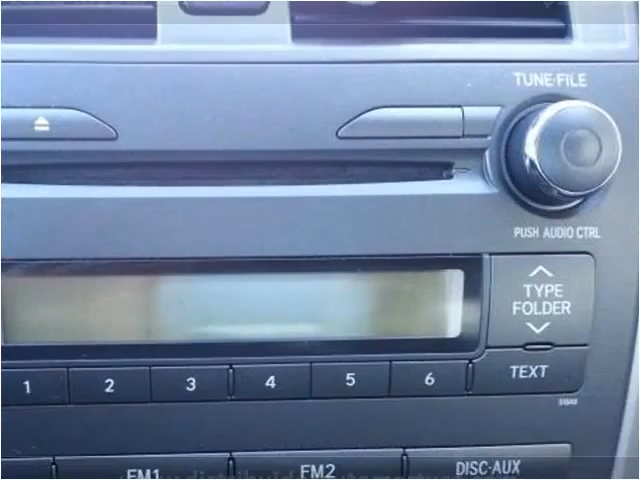 TUNE·FILE
PUSH AUDIO CTRL
TYPE
FOLDER
1 2 3 4 5 6 TEXT
FM1 FM2 DISC·AUX